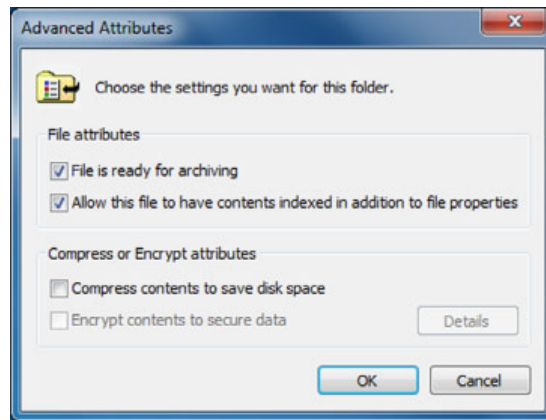 Advanced Attributes
Choose the settings you want for this folder.
File attributes
File is ready for archiving
Allow this file to have contents indexed in addition to file properties
Compress or Encrypt attributes
Compress contents to save disk space
Encrypt contents to secure data
Details
OK
Cancel